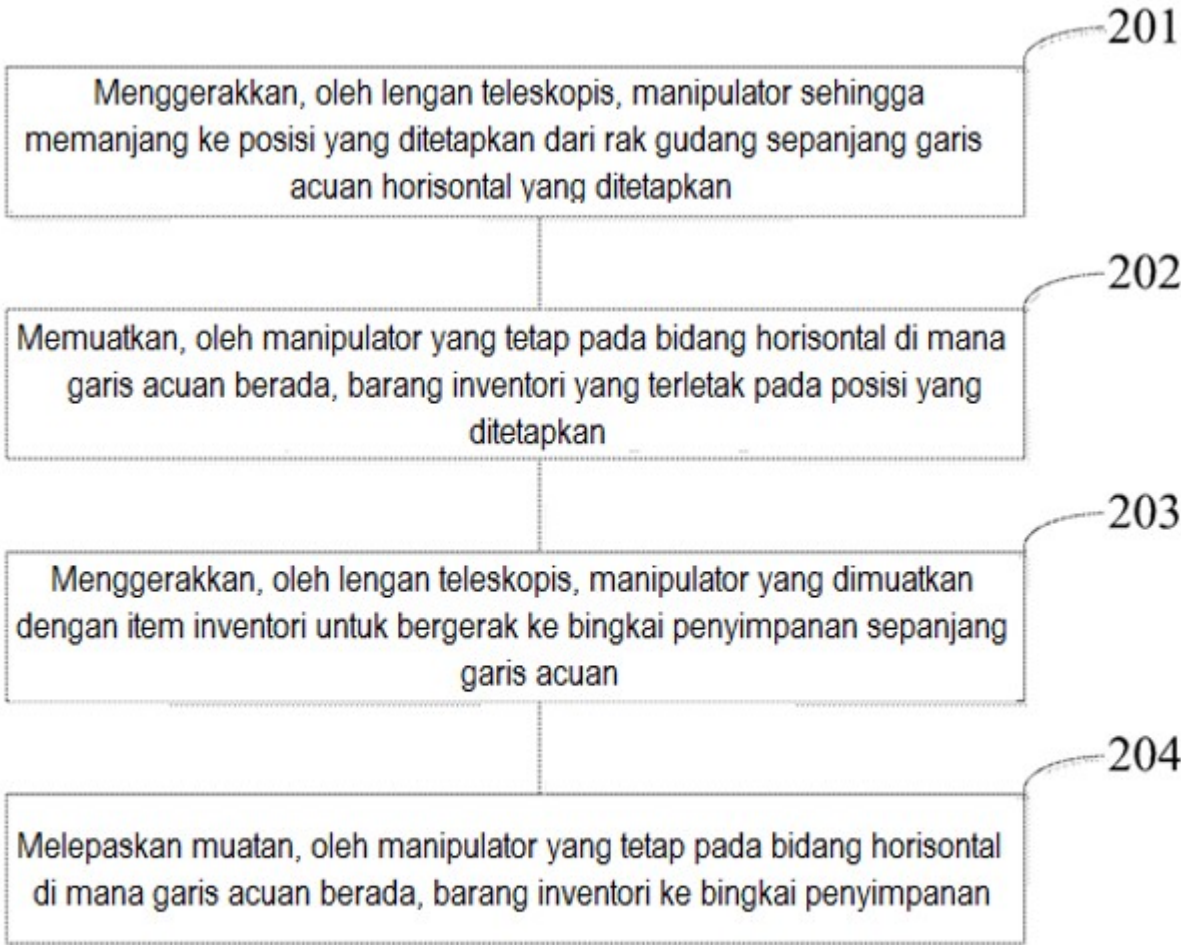 201
Menggerakkan, oleh lengan teleskopis, manipulator sehingga
memanjang ke posisi yang ditetapkan dari rak gudang sepanjang garis
acuan horisontal yang ditetapkan
202
Memuatkan, oleh manipulator yang tetap pada bidang horisontal di mana
garis acuan berada, barang inventori yang terletak pada posisi yang
ditetapkan
203
Menggerakkan, oleh lengan teleskopis, manipulator yang dimuatkan
dengan item inventori untuk bergerak ke bingkai penyimpanan sepanjang
garis acuan
204
Melepaskan muatan, oleh manipulator yang tetap pada bidang horisontal
di mana garis acuan berada, barang inventori ke bingkai penyimpanan